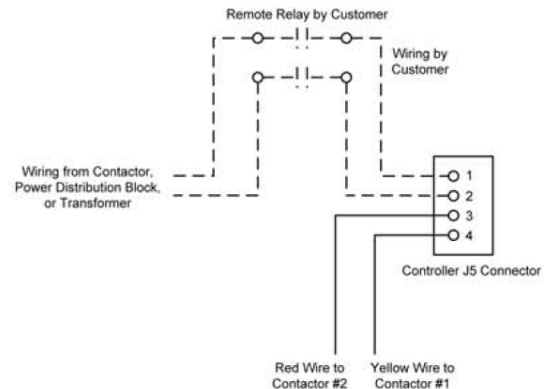 Remote Relay by Customer
Wiring by
Customer
Wiring from Contactor,
Power Distribution Block,
or Transformer
1
2
3
4
Controller J5 Connector
Red Wire to
Contactor #2
Yellow Wire to
Contactor #1